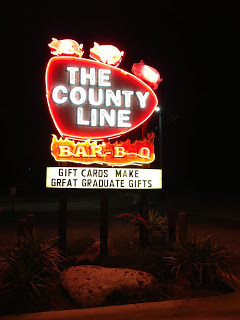 THE
COUNTY
LINE
BAR-B-Q
GIFT CARDS MAKE
GREAT GRADUATE GIFTS